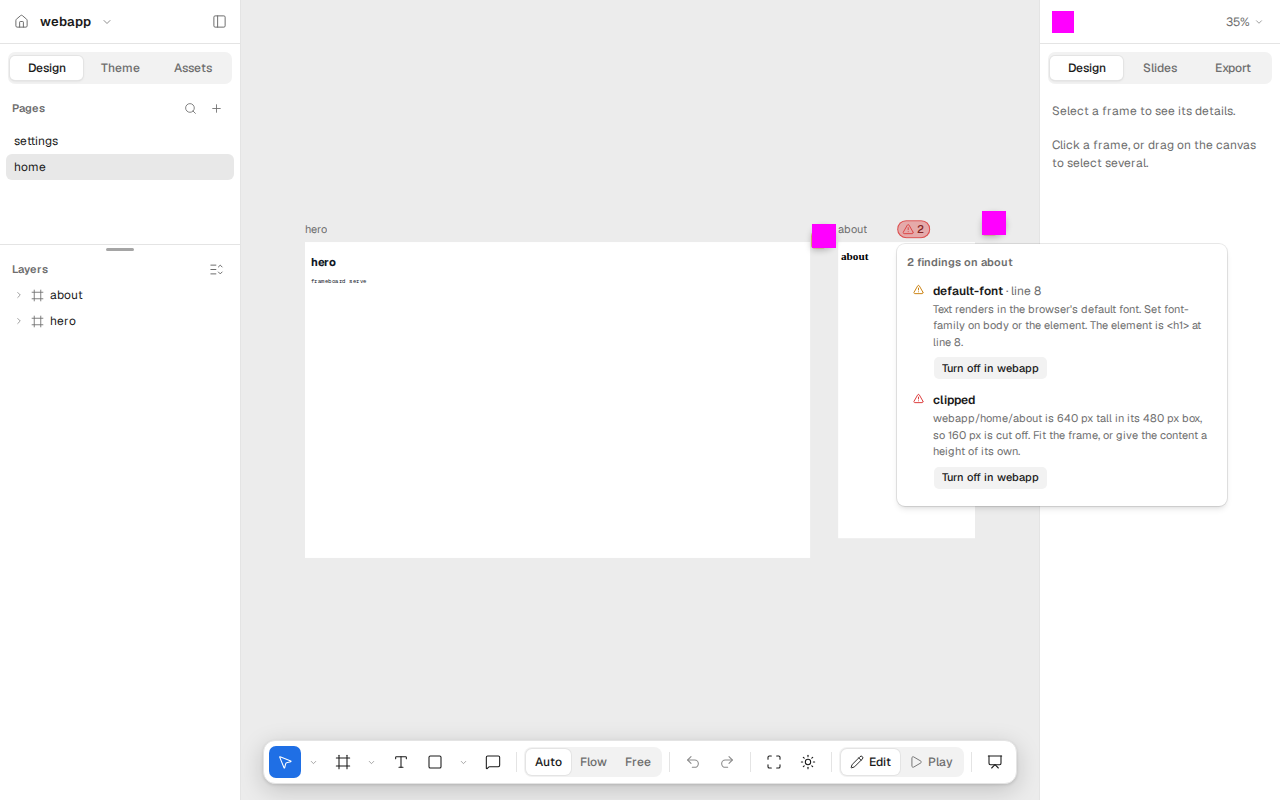 webapp
Design
Theme
Assets
Pages
settings
home
Layers
about
hero
hero
hero
frameboard serve
about
2
about
2 findings on about
default-font · line 8
Text renders in the browser's default font. Set font-
family on body or the element. The element is <h1> at
line 8.
Turn off in webapp
clipped
webapp/home/about is 640 px tall in its 480 px box,
so 160 px is cut off. Fit the frame, or give the content a
height of its own.
Turn off in webapp
35%
Design
Slides
Export
Select a frame to see its details.
Click a frame, or drag on the canvas
to select several.
Auto
Flow
Free
Edit
Play